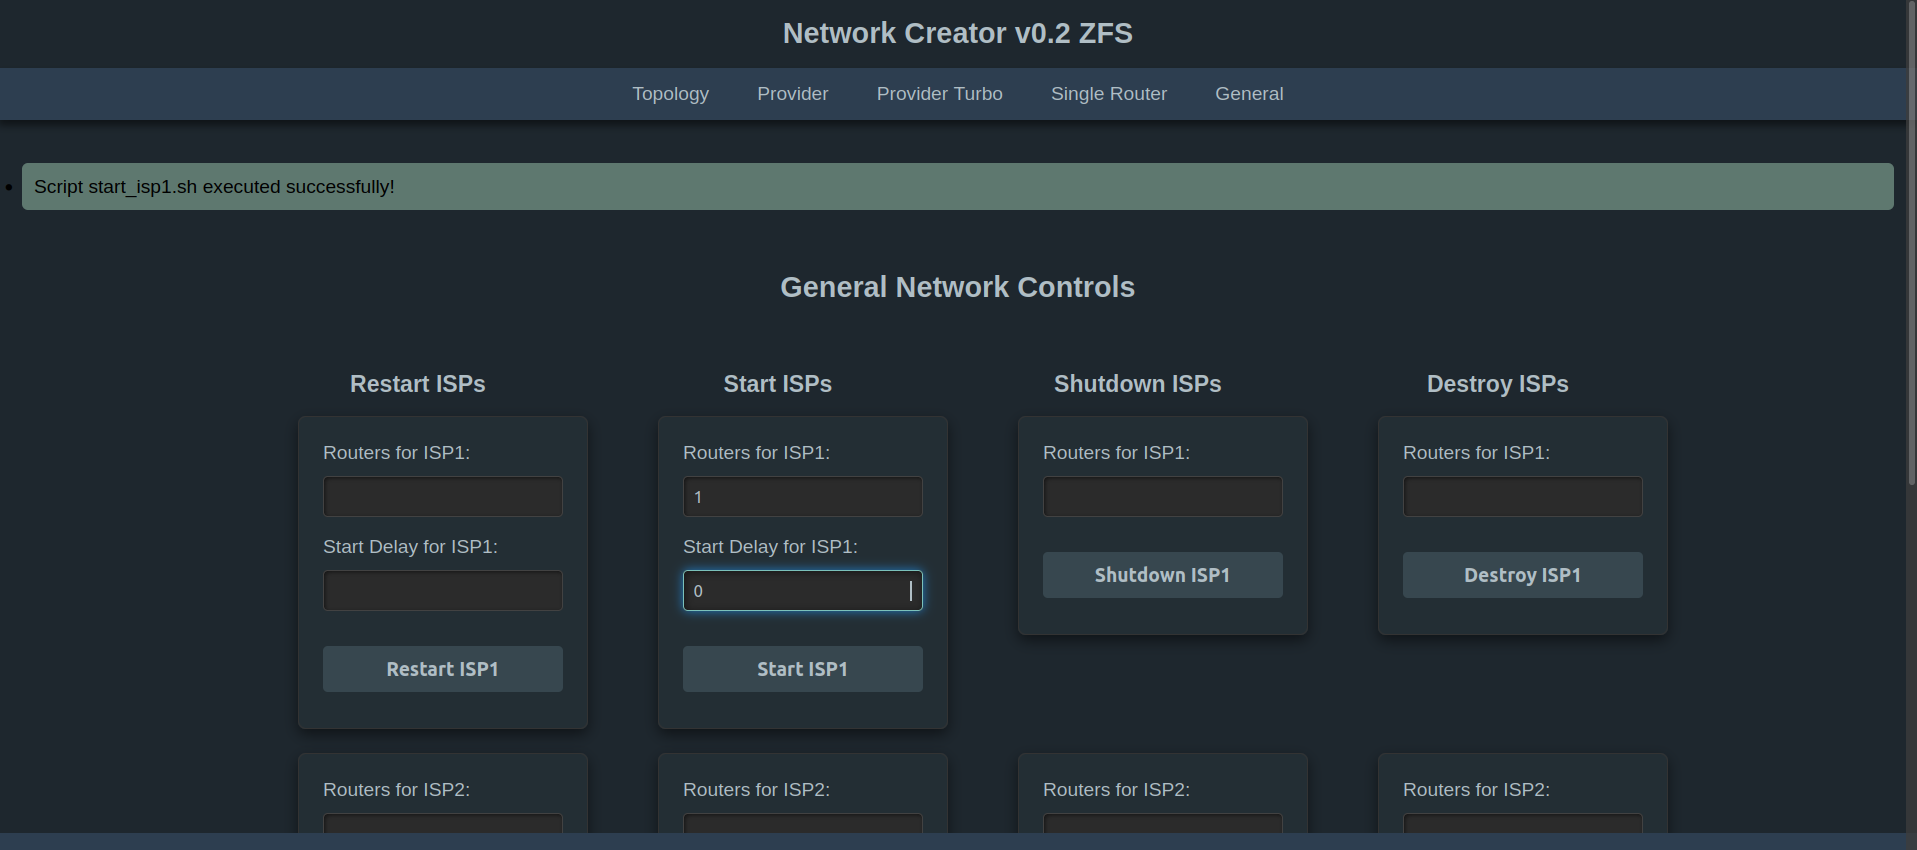 Network Creator v0.2 ZFS
Topology Provider Provider Turbo Single Router General
Script start_isp1.sh executed successfully!
General Network Controls
Restart ISPs
Routers for ISP1:
Start Delay for ISP1:
Restart ISP1
Routers for ISP2:
Start ISPs
Routers for ISP1:
1
Start Delay for ISP1:
0
Start ISP1
Routers for ISP2:
Shutdown ISPs
Routers for ISP1:
Shutdown ISP1
Routers for ISP2:
Destroy ISPs
Routers for ISP1:
Destroy ISP1
Routers for ISP2: